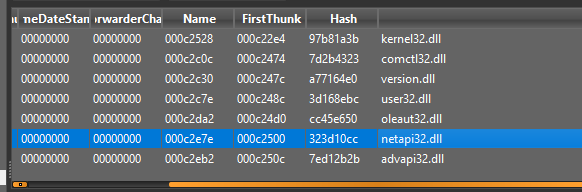 meDateStan orwarderCha Name FirstThunk Hash
00000000 00000000 000c2528 000c22e4 97b81a3b kernel32.dll
00000000 00000000 000c2c0c 000c2474 7d2b4323 comctl32.dll
00000000 00000000 000c2c30 000c247c a77164e0 version.dll
00000000 00000000 000c2c7e 000c248c 3d168ebc user32.dll
00000000 00000000 000c2da2 000c24d0 cc45e650 oleaut32.dll
00000000 00000000 000c2e7e 000c2500 323d10cc netapi32.dll
00000000 00000000 000c2eb2 000c250c 7ed12b2b advapi32.dll